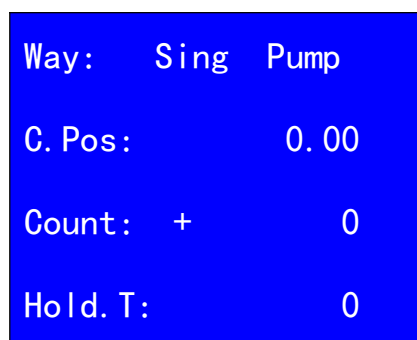 Way: Sing Pump
C.Pos: 0.00
Count: + 0
Hold.T: 0